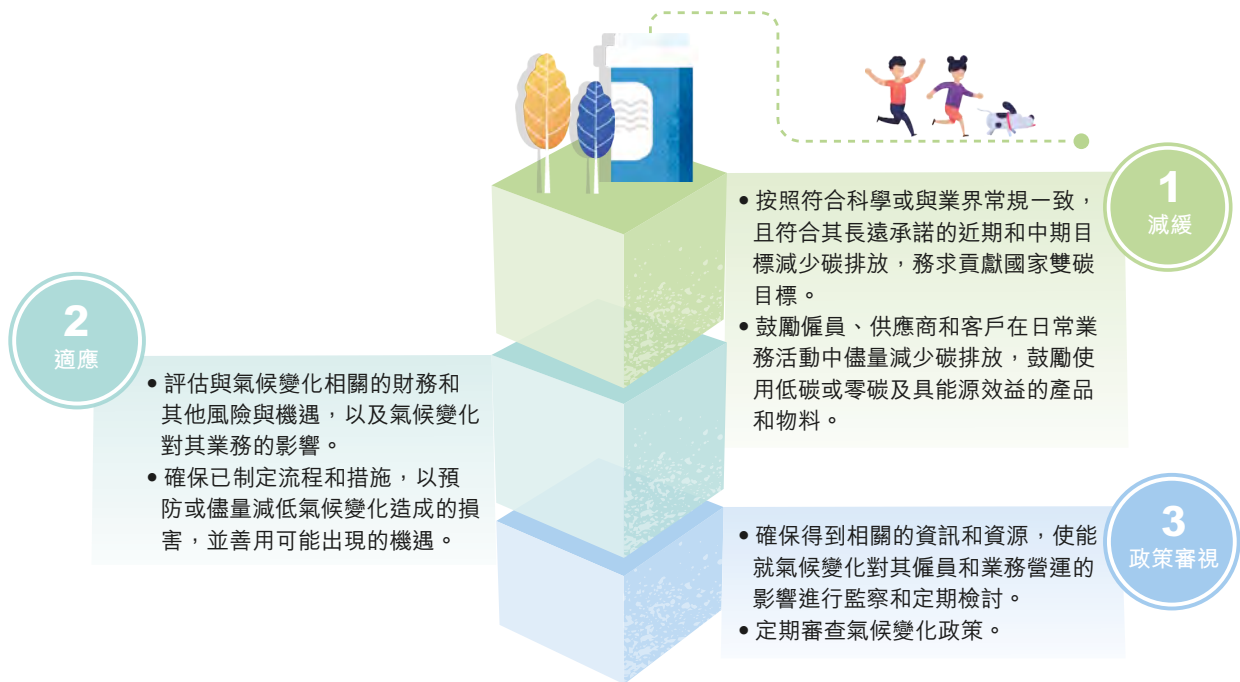 1
減緩
• 按照符合科學或與業界常規一致，
且符合其長遠承諾的近期和中期目
標減少碳排放，務求貢獻國家雙碳
目標。
• 鼓勵僱員、供應商和客戶在日常業
務活動中儘量減少碳排放，鼓勵使
用低碳或零碳及具能源效益的產品
和物料。
2
適應
• 評估與氣候變化相關的財務和
其他風險與機遇，以及氣候變化
對其業務的影響。
• 確保已制定流程和措施，以預
防或儘量減低氣候變化造成的損
害，並善用可能出現的機遇。
3
政策審視
• 確保得到相關的資訊和資源，使能
就氣候變化對其僱員和業務營運的
影響進行監察和定期檢討。
• 定期審查氣候變化政策。